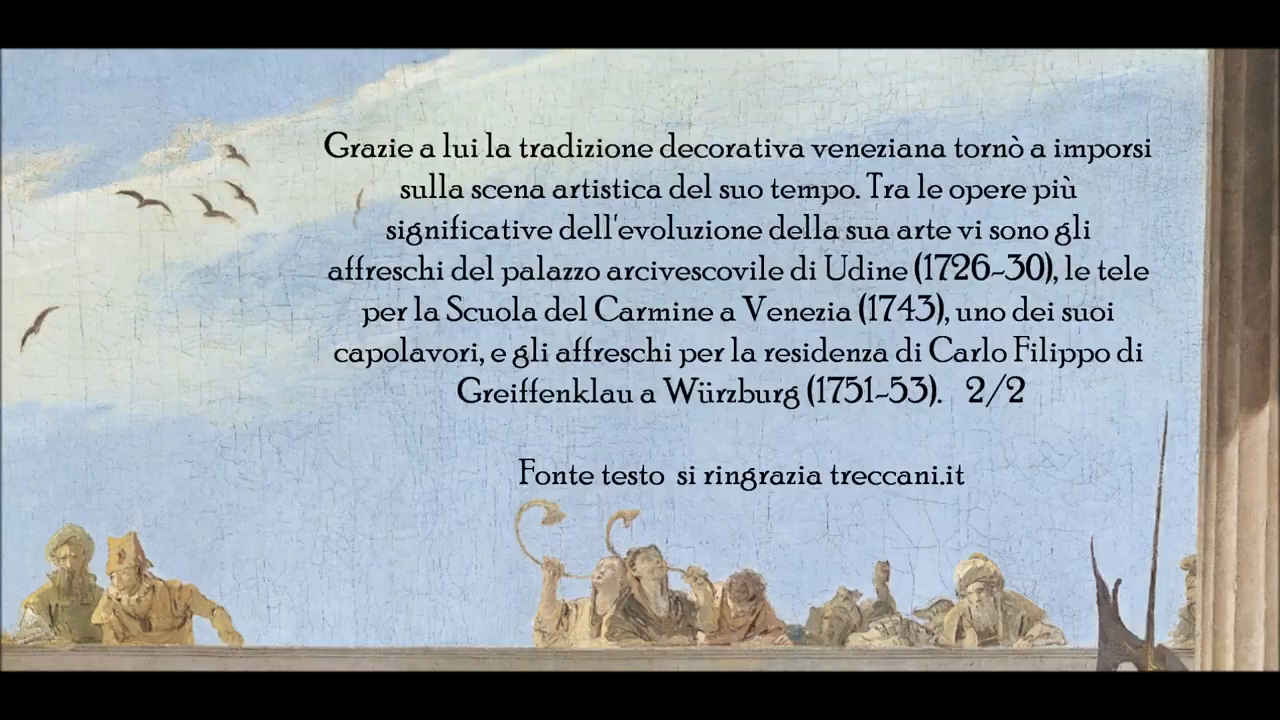 Grazie a lui la tradizione decorativa veneziana tornò a imporsi
sulla scena artistica del suo tempo. Tra le opere più
significative dell'evoluzione della sua arte vi sono gli
affreschi del palazzo arcivescovile di Udine (1726-30), le tele
per la Scuola del Carmine a Venezia (1743), uno dei suoi
capolavori, e gli affreschi per la residenza di Carlo Filippo di
Greiffenklau a Würzburg (1751-53). 2/2
Fonte testo si ringrazia treccani.it